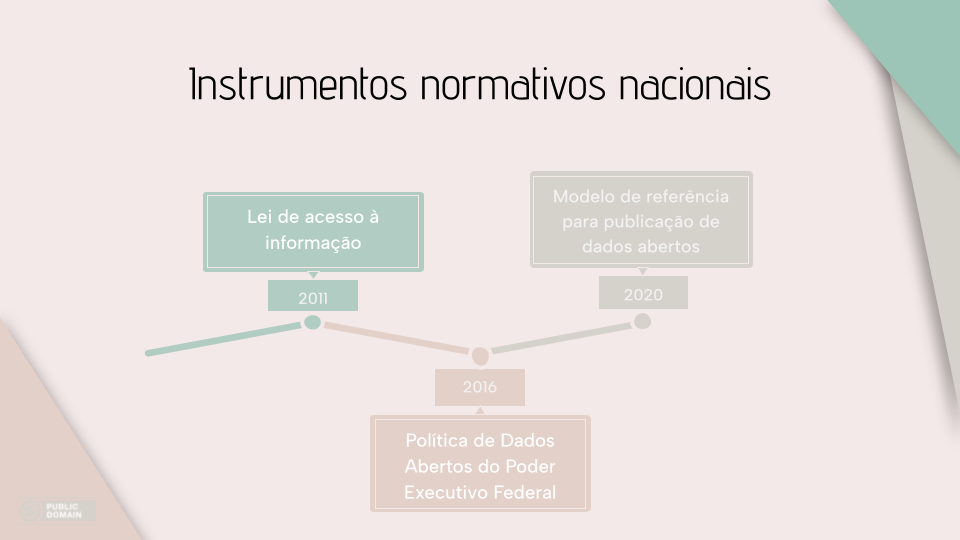 Instrumentos normativos nacionais
Lei de acesso à
informação
2011
Modelo de referência
para publicação de
dados abertos
2020
2016
Política de Dados
Abertos do Poder
Executivo Federal
PUBLIC
DOMAIN